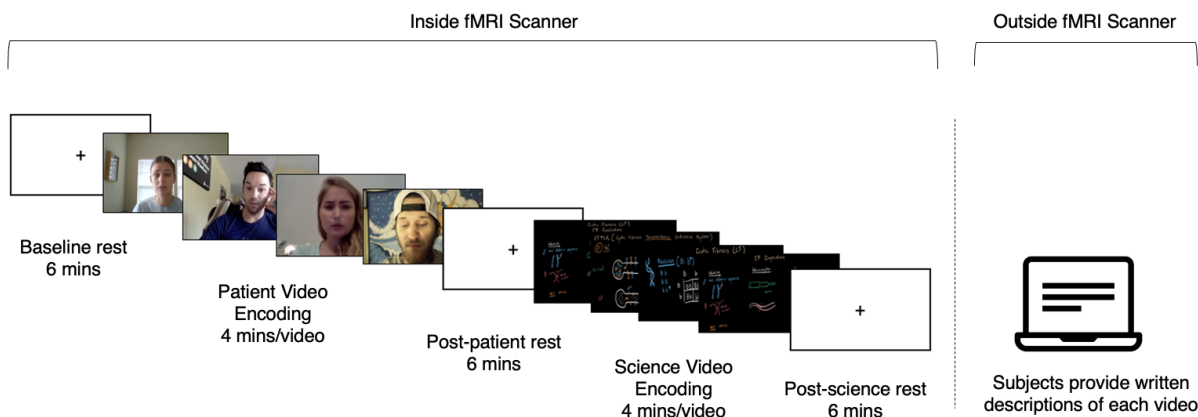 Inside fMRI Scanner
Outside fMRI Scanner
Baseline rest
6 mins
Patient Video
Encoding
4 mins/video
Post-patient rest
6 mins
Science Video
Encoding
4 mins/video
Post-science rest
6 mins
Subjects provide written
descriptions of each video